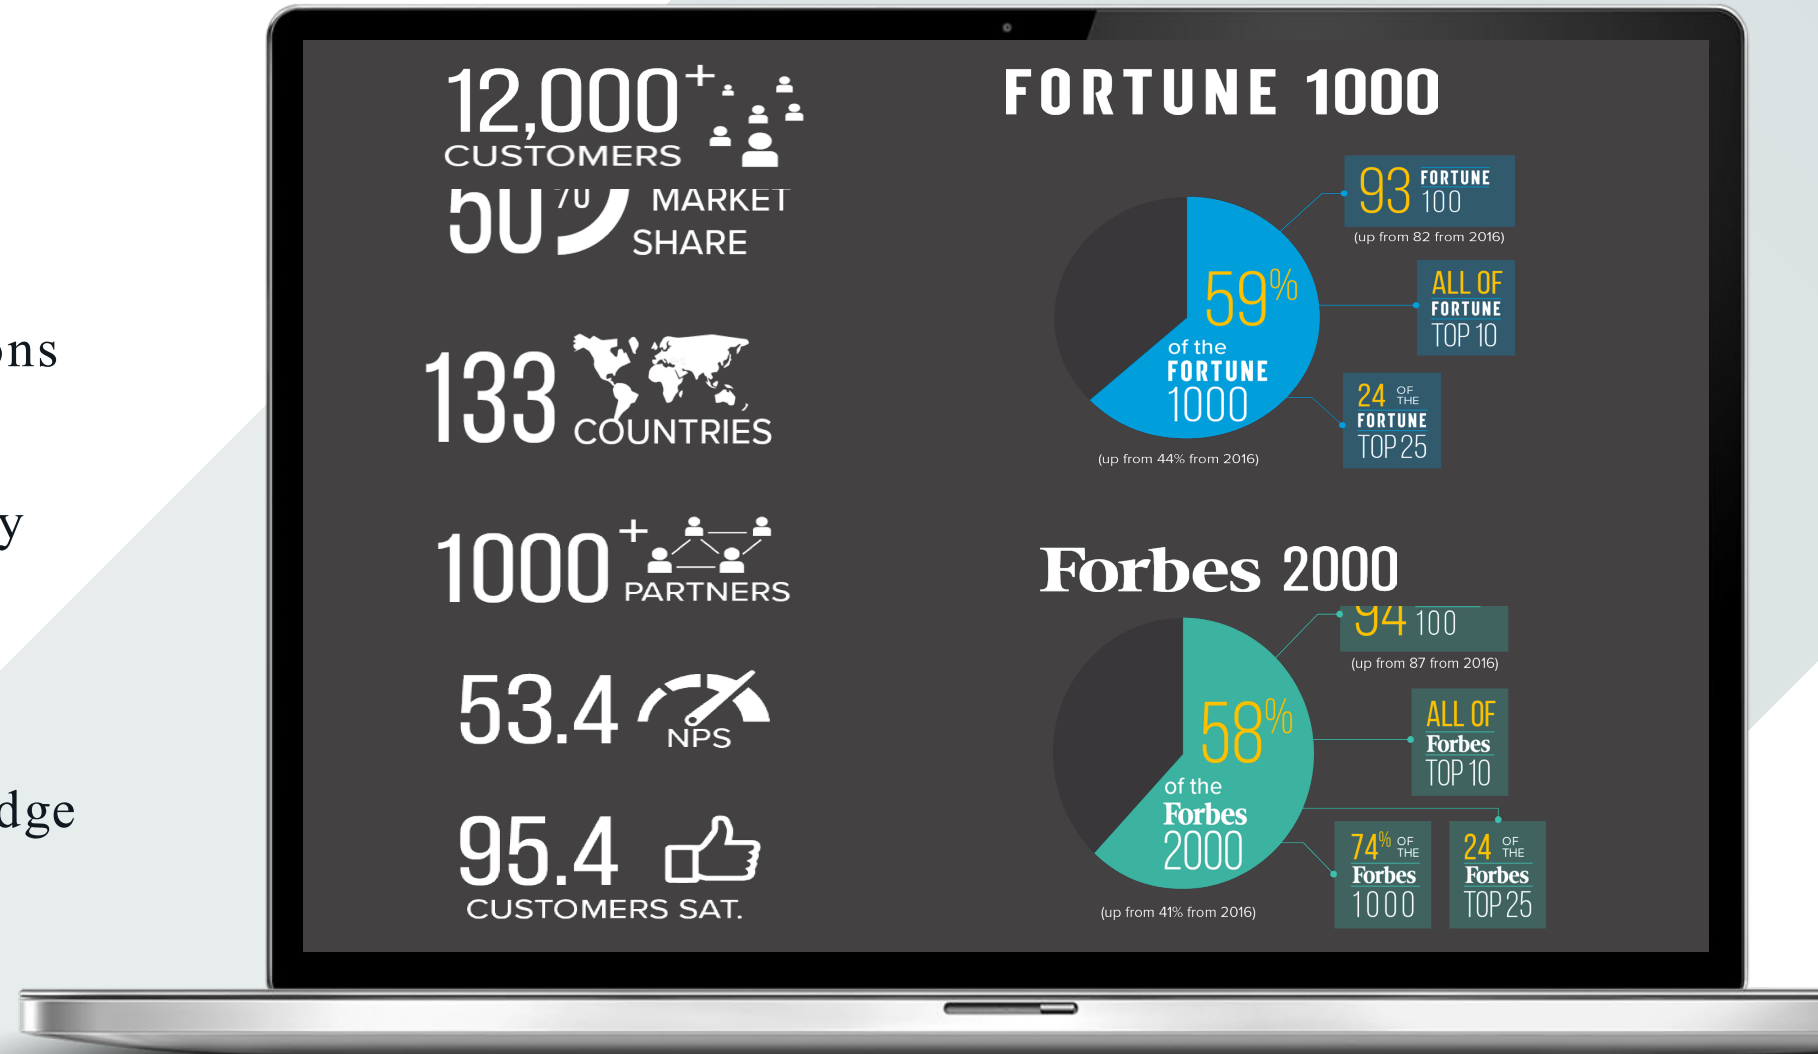 ons
y
dge
12,000+
CUSTOMERS
50%
MARKET
SHARE
133
COUNTRIES
1000+
PARTNERS
53.4
NPS
95.4
CUSTOMERS SAT.
FORTUNE 1000
93 FORTUNE
100
(up from 82 from 2016)
59%
of the
FORTUNE
1000
(up from 44% from 2016)
ALL OF
FORTUNE
TOP 10
24 OF THE
FORTUNE
TOP 25
Forbes 2000
94 100
(up from 87 from 2016)
58%
of the
Forbes
2000
(up from 41% from 2016)
ALL OF
Forbes
TOP 10
74% OF THE
Forbes
1000
24 OF THE
Forbes
TOP 25